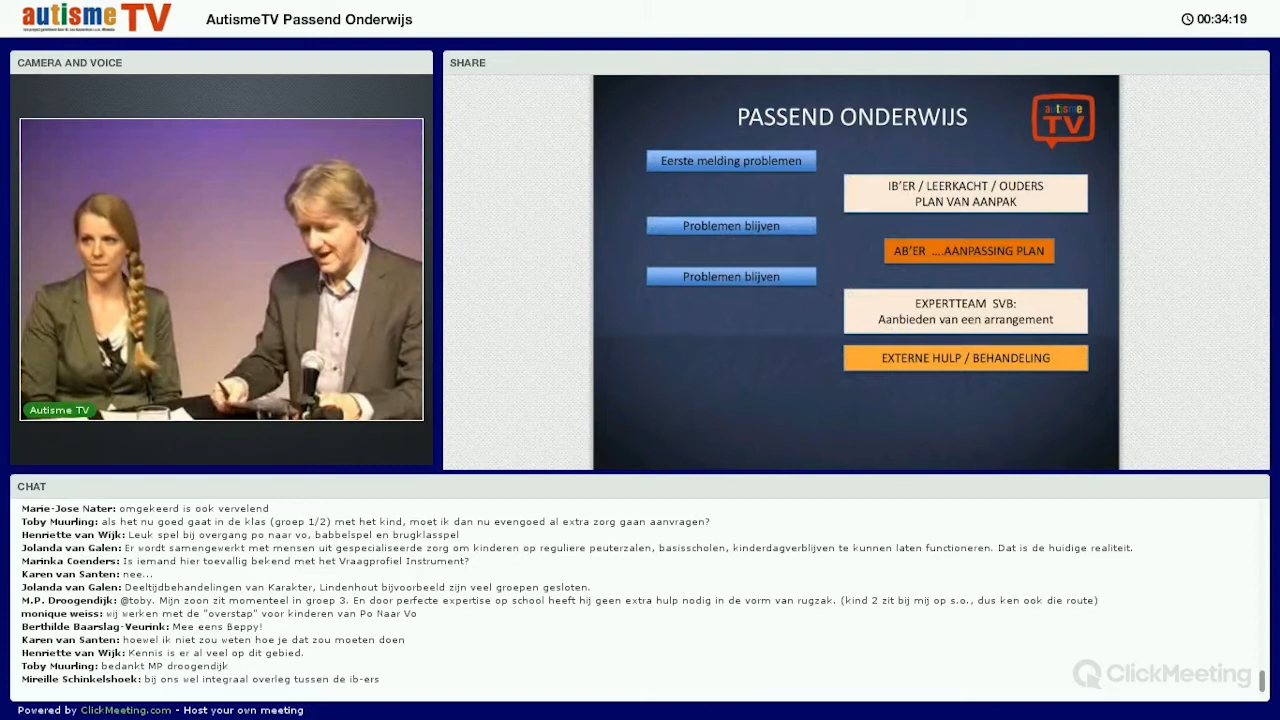 autisme TV
AutismeTV Passend Onderwijs
00:34:19
CAMERA AND VOICE
SHARE
PASSEND ONDERWIJS
autisme
TV
Eerste melding problemen
IB'ER / LEERKACHT / OUDERS
PLAN VAN AANPAK
Problemen blijven
AB'ER ....AANPASSING PLAN
Problemen blijven
EXPERTTEAM SVB:
Aanbieden van een arrangement
EXTERNE HULP / BEHANDELING
Autisme TV
CHAT
Marie-Jose Nater: omgekeerd is ook vervelend
Toby Muurling: als het nu goed gaat in de klas (groep 1/2) met het kind, moet ik dan nu evengoed al extra zorg gaan aanvragen?
Henriette van Wijk: Leuk spel bij overgang po naar vo, babbelspel en brugklasspel
Jolanda van Galen: Er wordt samengewerkt met mensen uit gespecialiseerde zorg om kinderen op reguliere peuterzalen, basisscholen, kinderdagverblijven te kunnen laten functioneren. Dat is de huidige realiteit.
Marinka Coenders: Is iemand hier toevallig bekend met het Vraagprofiel Instrument?
Karen van Santen: nee...
Jolanda van Galen: Deeltijdbehandelingen van Karakter, Lindenhout bijvoorbeeld zijn veel groepen gesloten.
M.P. Droogendijk: @toby. Mijn zoon zit momenteel in groep 3. En door perfecte expertise op school heeft hij geen extra hulp nodig in de vorm van rugzak. (kind 2 zit bij mij op s.o., dus ken ook die route)
monique weiss: wij werken met de "overstap" voor kinderen van Po Naar Vo
Berthilde Baarslag-Veurink: Mee eens Beppy!
Karen van Santen: hoewel ik niet zou weten hoe je dat zou moeten doen
Henriette van Wijk: Kennis is er al veel op dit gebied.
Toby Muurling: bedankt MP droogendijk
Mireille Schinkelshoek: bij ons wel integraal overleg tussen de ib-ers
ClickMeeting
Powered by ClickMeeting.com - Host your own meeting